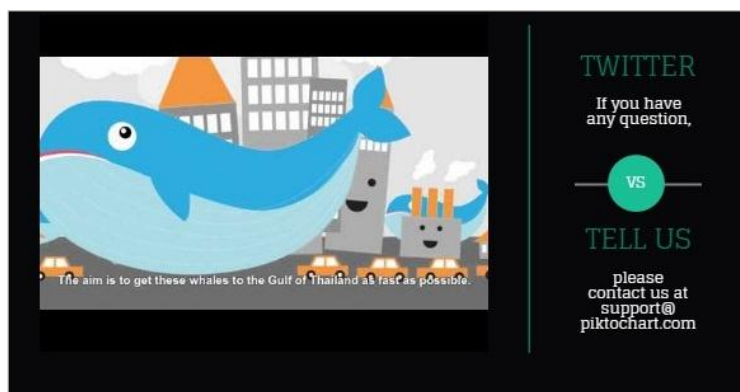 The aim is to get these whales to the Gulf of Thailand as fast as possible.
TWITTER
If you have
any question,
VS
TELL US
please
contact us at
support@
piktochart.com